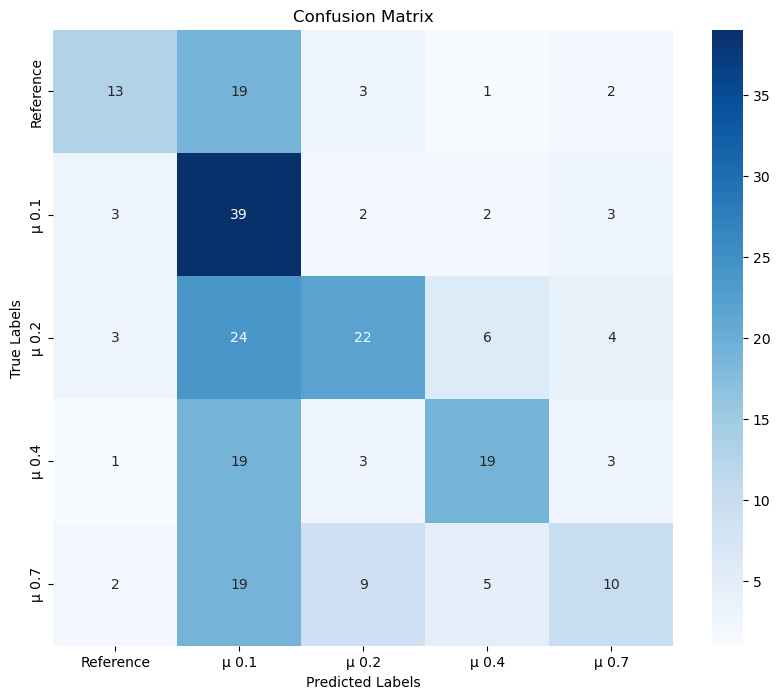 Confusion Matrix
True Labels
Reference 13 19 3 1 2
μ 0.1 3 39 2 2 3
μ 0.2 3 24 22 6 4
μ 0.4 1 19 3 19 3
μ 0.7 2 19 9 5 10
Reference μ 0.1 μ 0.2 μ 0.4 μ 0.7
Predicted Labels
35
30
25
20
15
10
5